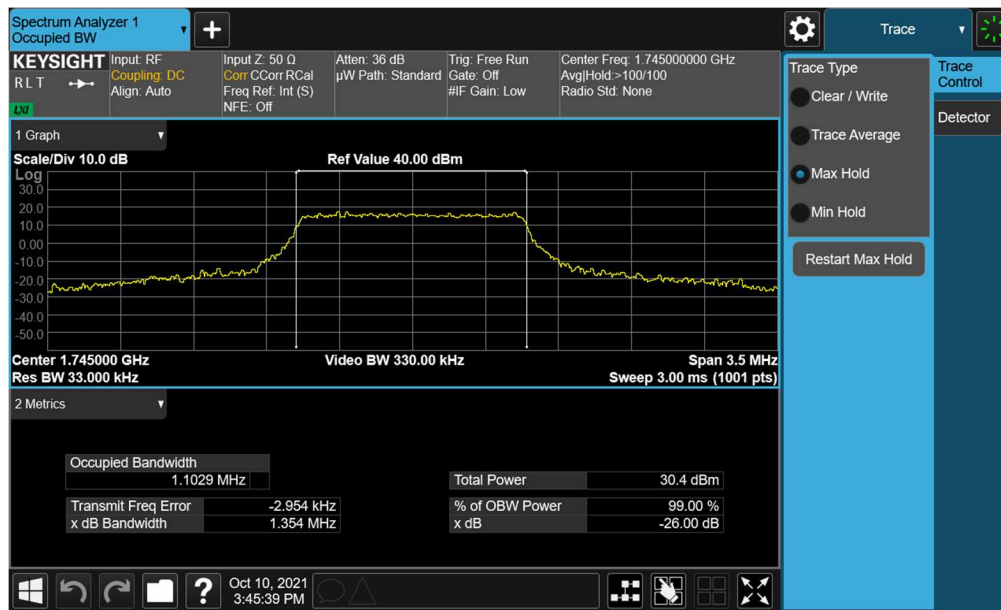 Spectrum Analyzer 1
Occupied BW
Trace
KEYSIGHT
RLT
LXI
Input: RF
Coupling: DC
Align: Auto
Input Z: 50 Ω
Corr CCorr RCal
Freq Ref: Int (S)
NFE: Off
Atten: 36 dB
µW Path: Standard
Trig: Free Run
Gate: Off
#IF Gain: Low
Center Freq: 1.745000000 GHz
Avg|Hold:>100/100
Radio Std: None
Trace Type
Clear / Write
Trace Average
Max Hold
Min Hold
Restart Max Hold
Trace
Control
Detector
1 Graph
Scale/Div 10.0 dB
Ref Value 40.00 dBm
Log
30.0
20.0
10.0
0.00
-10.0
-20.0
-30.0
-40.0
-50.0
Center 1.745000 GHz
Video BW 330.00 kHz
Span 3.5 MHz
Res BW 33.000 kHz
Sweep 3.00 ms (1001 pts)
2 Metrics
Occupied Bandwidth
1.1029 MHz
Total Power 30.4 dBm
Transmit Freq Error -2.954 kHz
% of OBW Power 99.00 %
x dB Bandwidth 1.354 MHz
x dB -26.00 dB
?
Oct 10, 2021
3:45:39 PM